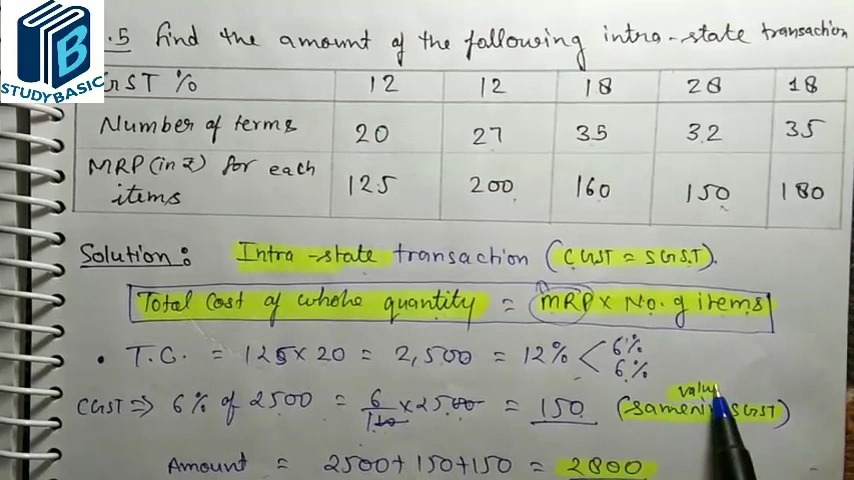 B
STUDYBASIC
.5 Find the amount of the following intra-state transaction
GST % 12 12 18 28 18
Number of terms 20 27 35 32 35
MRP (in ₹) for each items 125 200 160 150 180
Solution: Intra-state transaction (CGST = SGST).
Total cost of whole quantity = MRP × No. of items
• T.C. = 125 × 20 = 2,500 = 12% < 6%
6%
value
CGST ⇒ 6% of 2500 = 6/100 × 2500 = 150 (same in SGST)
Amount = 2500 + 150 + 150 = 2800